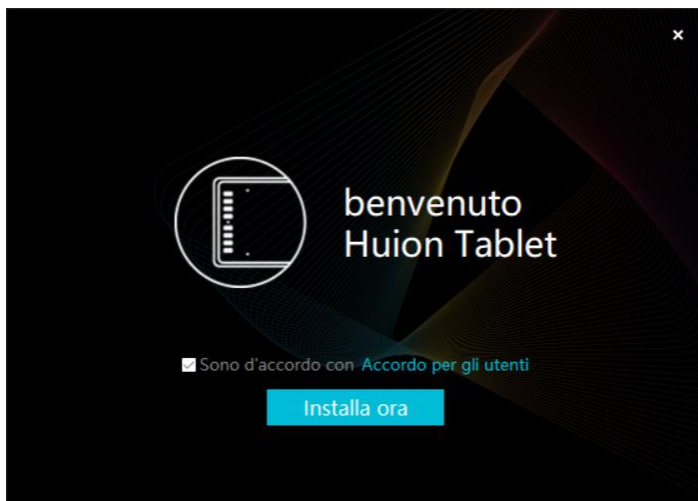 benvenuto
Huion Tablet
Sono d'accordo con Accordo per gli utenti
Installa ora